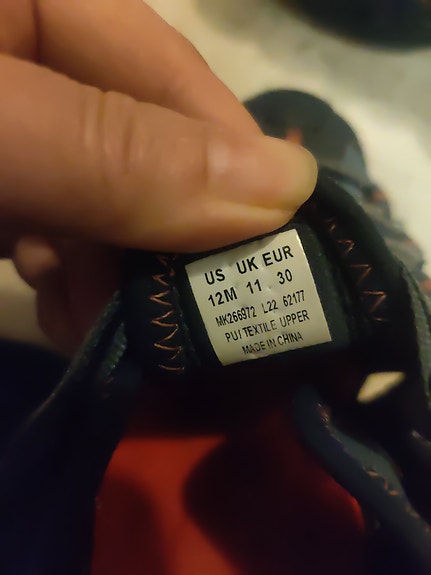 US UK EUR
12M 11 30
MK266972 L22 62177
PU/TEXTILE UPPER
MADE IN CHINA